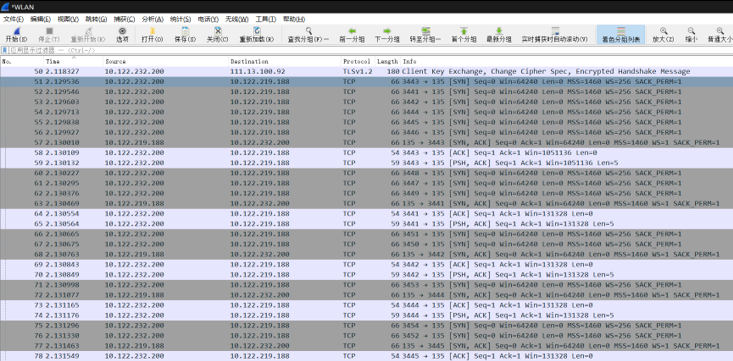 *WLAN
文件(F) 编辑(E) 视图(V) 跳转(G) 捕获(C) 分析(A) 统计(S) 电话(Y) 无线(W) 工具(T) 帮助(H)
开始(S) 停止(T) 重新开始(R) 选项 打开(O) 保存(S) 关闭(C) 重新加载(R) 查找分组(F)… 前一分组 下一分组 转至分组… 首个分组 最新分组 实时捕获时自动滚动(V) 着色分组列表 放大(Z) 缩小 普通大小
应用显示过滤器 … <Ctrl-/>
No. Time Source Destination Protocol Length Info
50 2.118327 10.122.232.200 111.13.100.92 TLSv1.2 180 Client Key Exchange, Change Cipher Spec, Encrypted Handshake Message
51 2.129536 10.122.232.200 10.122.219.188 TCP 66 3443 → 135 [SYN] Seq=0 Win=64240 Len=0 MSS=1460 WS=256 SACK_PERM=1
52 2.129546 10.122.232.200 10.122.219.188 TCP 66 3441 → 135 [SYN] Seq=0 Win=64240 Len=0 MSS=1460 WS=256 SACK_PERM=1
53 2.129603 10.122.232.200 10.122.219.188 TCP 66 3442 → 135 [SYN] Seq=0 Win=64240 Len=0 MSS=1460 WS=256 SACK_PERM=1
54 2.129713 10.122.232.200 10.122.219.188 TCP 66 3444 → 135 [SYN] Seq=0 Win=64240 Len=0 MSS=1460 WS=256 SACK_PERM=1
55 2.129838 10.122.232.200 10.122.219.188 TCP 66 3445 → 135 [SYN] Seq=0 Win=64240 Len=0 MSS=1460 WS=256 SACK_PERM=1
56 2.129927 10.122.232.200 10.122.219.188 TCP 66 3446 → 135 [SYN] Seq=0 Win=64240 Len=0 MSS=1460 WS=256 SACK_PERM=1
57 2.130010 10.122.219.188 10.122.232.200 TCP 66 135 → 3443 [SYN, ACK] Seq=0 Ack=1 Win=64240 Len=0 MSS=1460 WS=1 SACK_PERM=1
58 2.130109 10.122.232.200 10.122.219.188 TCP 54 3443 → 135 [ACK] Seq=1 Ack=1 Win=1051136 Len=0
59 2.130132 10.122.232.200 10.122.219.188 TCP 59 3443 → 135 [PSH, ACK] Seq=1 Ack=1 Win=1051136 Len=5
60 2.130227 10.122.232.200 10.122.219.188 TCP 66 3448 → 135 [SYN] Seq=0 Win=64240 Len=0 MSS=1460 WS=256 SACK_PERM=1
61 2.130295 10.122.232.200 10.122.219.188 TCP 66 3447 → 135 [SYN] Seq=0 Win=64240 Len=0 MSS=1460 WS=256 SACK_PERM=1
62 2.130376 10.122.232.200 10.122.219.188 TCP 66 3449 → 135 [SYN] Seq=0 Win=64240 Len=0 MSS=1460 WS=256 SACK_PERM=1
63 2.130469 10.122.219.188 10.122.232.200 TCP 66 135 → 3441 [SYN, ACK] Seq=0 Ack=1 Win=64240 Len=0 MSS=1460 WS=1 SACK_PERM=1
64 2.130554 10.122.232.200 10.122.219.188 TCP 54 3441 → 135 [ACK] Seq=1 Ack=1 Win=131328 Len=0
65 2.130564 10.122.232.200 10.122.219.188 TCP 59 3441 → 135 [PSH, ACK] Seq=1 Ack=1 Win=131328 Len=5
66 2.130665 10.122.232.200 10.122.219.188 TCP 66 3451 → 135 [SYN] Seq=0 Win=64240 Len=0 MSS=1460 WS=256 SACK_PERM=1
67 2.130675 10.122.232.200 10.122.219.188 TCP 66 3450 → 135 [SYN] Seq=0 Win=64240 Len=0 MSS=1460 WS=256 SACK_PERM=1
68 2.130763 10.122.219.188 10.122.232.200 TCP 66 135 → 3442 [SYN, ACK] Seq=0 Ack=1 Win=64240 Len=0 MSS=1460 WS=1 SACK_PERM=1
69 2.130843 10.122.232.200 10.122.219.188 TCP 54 3442 → 135 [ACK] Seq=1 Ack=1 Win=131328 Len=0
70 2.130849 10.122.232.200 10.122.219.188 TCP 59 3442 → 135 [PSH, ACK] Seq=1 Ack=1 Win=131328 Len=5
71 2.130998 10.122.232.200 10.122.219.188 TCP 66 3453 → 135 [SYN] Seq=0 Win=64240 Len=0 MSS=1460 WS=256 SACK_PERM=1
72 2.131077 10.122.219.188 10.122.232.200 TCP 66 135 → 3444 [SYN, ACK] Seq=0 Ack=1 Win=64240 Len=0 MSS=1460 WS=1 SACK_PERM=1
73 2.131165 10.122.232.200 10.122.219.188 TCP 54 3444 → 135 [ACK] Seq=1 Ack=1 Win=131328 Len=0
74 2.131176 10.122.232.200 10.122.219.188 TCP 59 3444 → 135 [PSH, ACK] Seq=1 Ack=1 Win=131328 Len=5
75 2.131296 10.122.232.200 10.122.219.188 TCP 66 3454 → 135 [SYN] Seq=0 Win=64240 Len=0 MSS=1460 WS=256 SACK_PERM=1
76 2.131330 10.122.232.200 10.122.219.188 TCP 66 3452 → 135 [SYN] Seq=0 Win=64240 Len=0 MSS=1460 WS=256 SACK_PERM=1
77 2.131463 10.122.219.188 10.122.232.200 TCP 66 135 → 3445 [SYN, ACK] Seq=0 Ack=1 Win=64240 Len=0 MSS=1460 WS=1 SACK_PERM=1
78 2.131549 10.122.232.200 10.122.219.188 TCP 54 3445 → 135 [ACK] Seq=1 Ack=1 Win=131328 Len=0